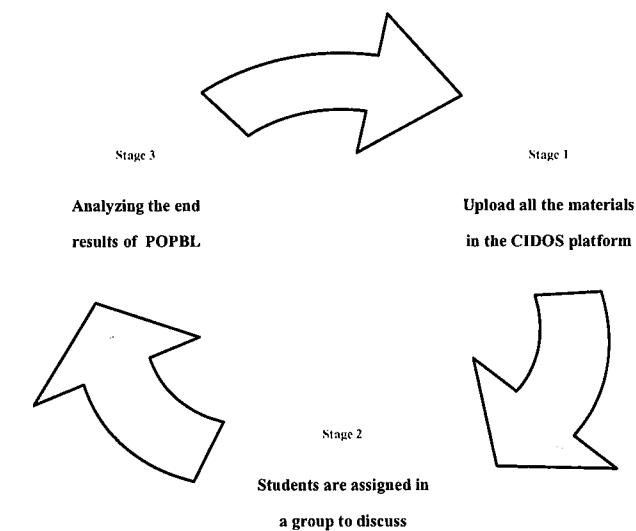 Stage 3
Analyzing the end
results of POPBL
Stage 1
Upload all the materials
in the CIDOS platform
Stage 2
Students are assigned in
a group to discuss